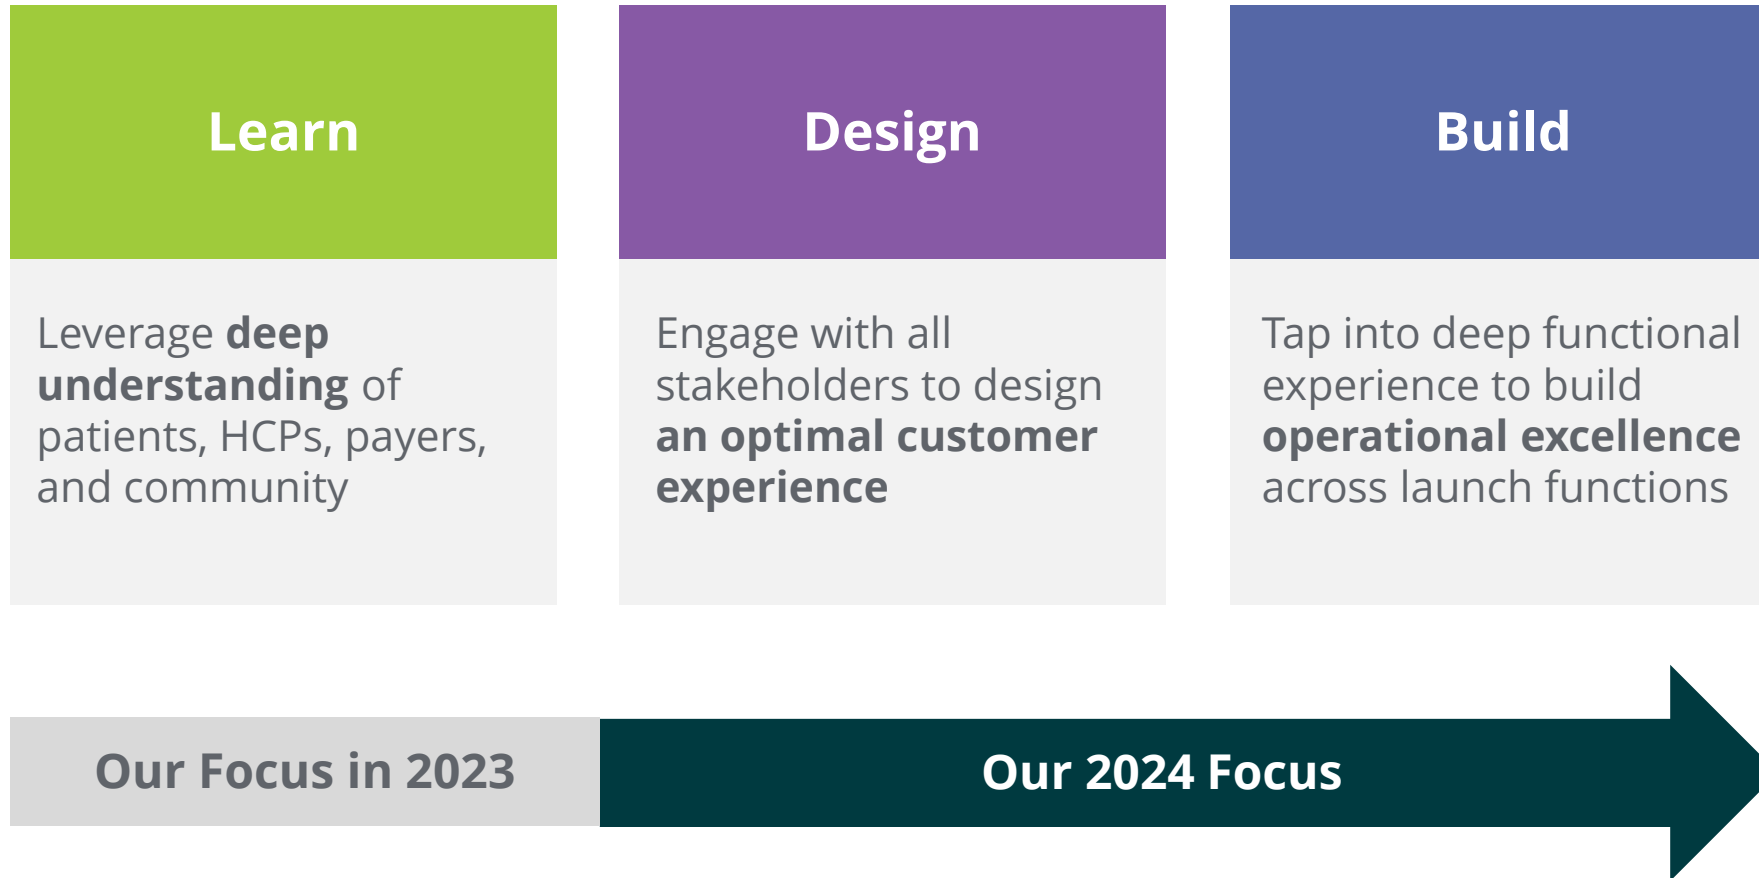 Learn
Leverage deep
understanding of
patients, HCPs, payers,
and community
Design
Engage with all
stakeholders to design
an optimal customer
experience
Build
Tap into deep functional
experience to build
operational excellence
across launch functions
Our Focus in 2023
Our 2024 Focus